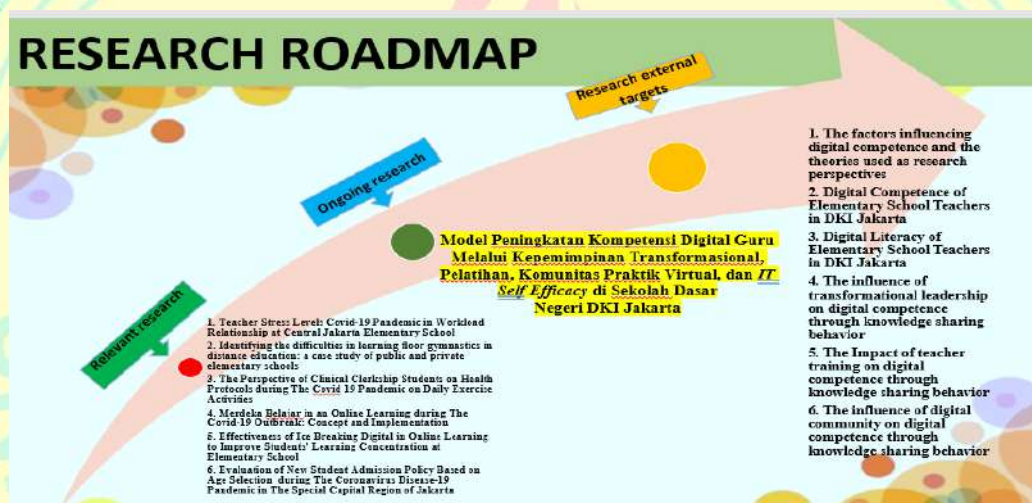 RESEARCH ROADMAP
Research external
targets
Ongoing research
Relevant research
Model Peningkatan Kompetensi Digital Guru
Melalui Kepemimpinan Transformasional,
Pelatihan, Komunitas Praktik Virtual, dan IT
Self Efficacy di Sekolah Dasar
Negeri DKI Jakarta
1. Teacher Stress Levels Covid-19 Pandemic in Workload
Relationship at Central Jakarta Elementary School
2. Identifying the difficulties in learning floor gymnastics in
distance education: a case study of public and private
elementary schools
3. The Perspective of Clinical Clerkship Students on Health
Protocols during The Covid 19 Pandemic on Daily Exercise
Activities
4. Merdeka Belajar in an Online Learning during The
Covid-19 Outbreak: Concept and Implementation
5. Effectiveness of Ice Breaking Digital in Online Learning
to Improve Students' Learning Concentration at
Elementary School
6. Evaluation of New Student Admission Policy Based on
Age Selection during The Coronavirus Disease-19
Pandemic in The Special Capital Region of Jakarta
1. The factors influencing
digital competence and the
theories used as research
perspectives
2. Digital Competence of
Elementary School Teachers
in DKI Jakarta
3. Digital Literacy of
Elementary School Teachers
in DKI Jakarta
4. The influence of
transformational leadership
on digital competence
through knowledge sharing
behavior
5. The Impact of teacher
training on digital
competence through
knowledge sharing behavior
6. The influence of digital
community on digital
competence through
knowledge sharing behavior